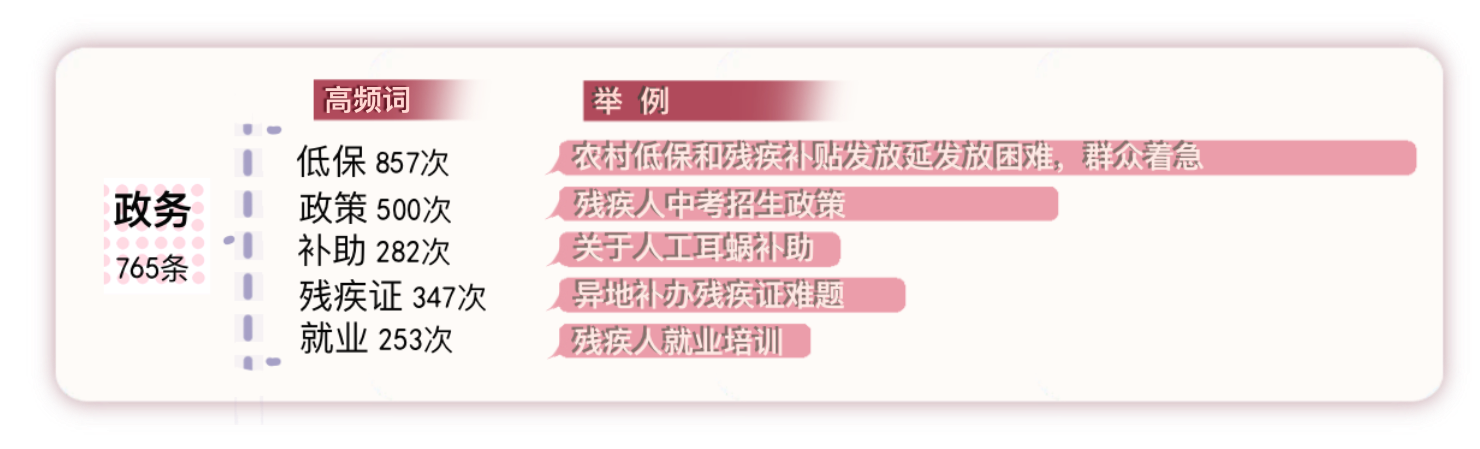 高频词 举 例
低保 857次 农村低保和残疾补贴发放延发放困难，群众着急
政策 500次 残疾人中考招生政策
政务
765条
补助 282次 关于人工耳蜗补助
残疾证 347次 异地补办残疾证难题
就业 253次 残疾人就业培训